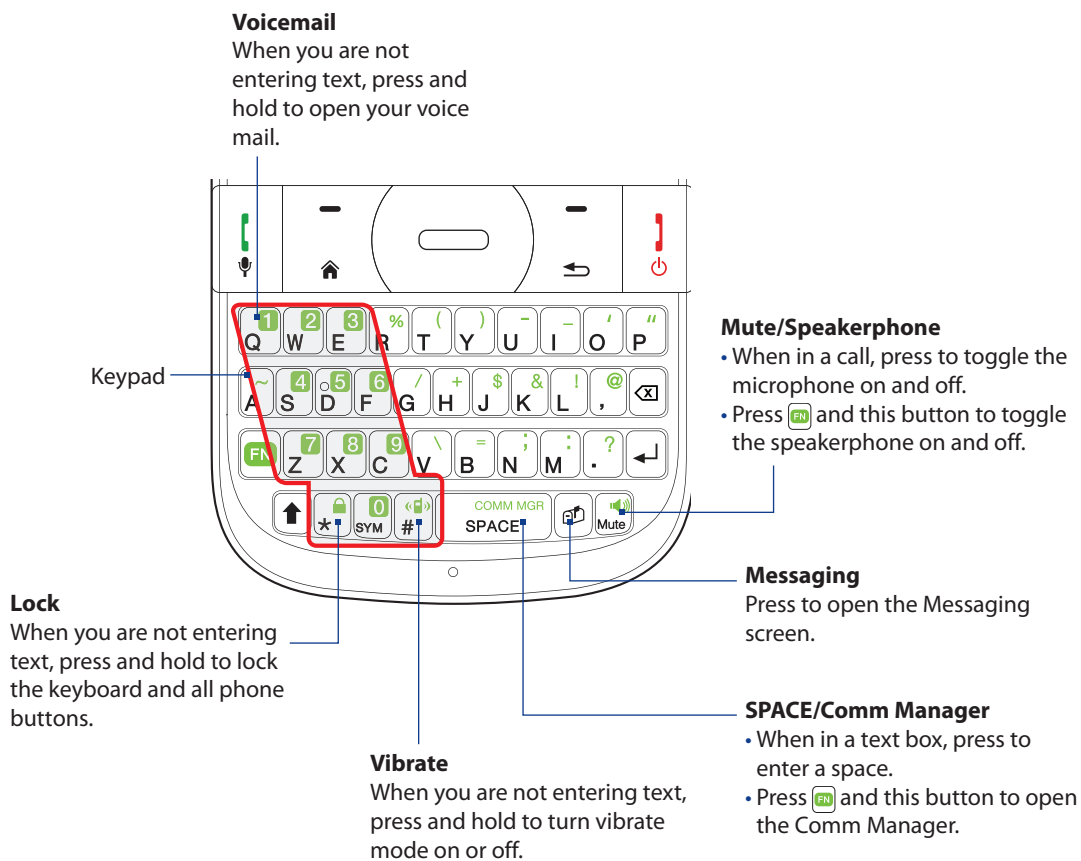 Voicemail
When you are not
entering text, press and
hold to open your voice
mail.
1 2 3 % ( ) - _ ' "
Q W E R T Y U I O P
Keypad
~ 4 5 6 / + $ & ! @
A S D F G H J K L ,
7 8 9 \ = ; : ?
FN Z X C V B N M .
0 COMM MGR
* SYM # SPACE Mute
Mute/Speakerphone
• When in a call, press to toggle the
microphone on and off.
• Press FN and this button to toggle
the speakerphone on and off.
Messaging
Press to open the Messaging
screen.
Lock
When you are not entering
text, press and hold to lock
the keyboard and all phone
buttons.
SPACE/Comm Manager
• When in a text box, press to
enter a space.
• Press FN and this button to open
the Comm Manager.
Vibrate
When you are not entering text,
press and hold to turn vibrate
mode on or off.